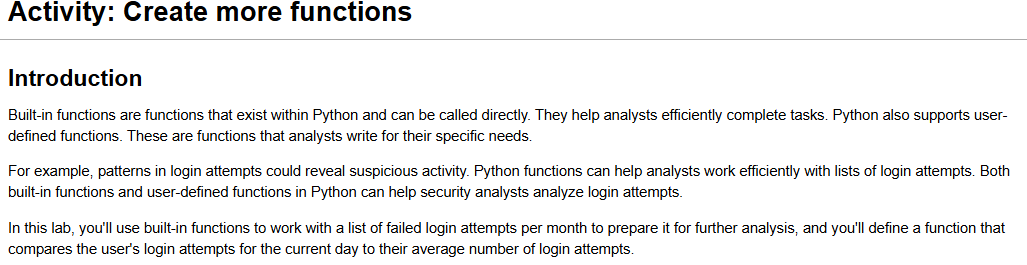 Activity: Create more functions
Introduction
Built-in functions are functions that exist within Python and can be called directly. They help analysts efficiently complete tasks. Python also supports user-
defined functions. These are functions that analysts write for their specific needs.
For example, patterns in login attempts could reveal suspicious activity. Python functions can help analysts work efficiently with lists of login attempts. Both
built-in functions and user-defined functions in Python can help security analysts analyze login attempts.
In this lab, you'll use built-in functions to work with a list of failed login attempts per month to prepare it for further analysis, and you'll define a function that
compares the user's login attempts for the current day to their average number of login attempts.